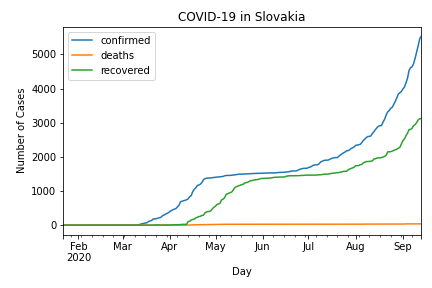 COVID-19 in Slovakia
confirmed
deaths
recovered
Number of Cases
5000
4000
3000
2000
1000
0
Feb Mar Apr May Jun Jul Aug Sep
2020
Day